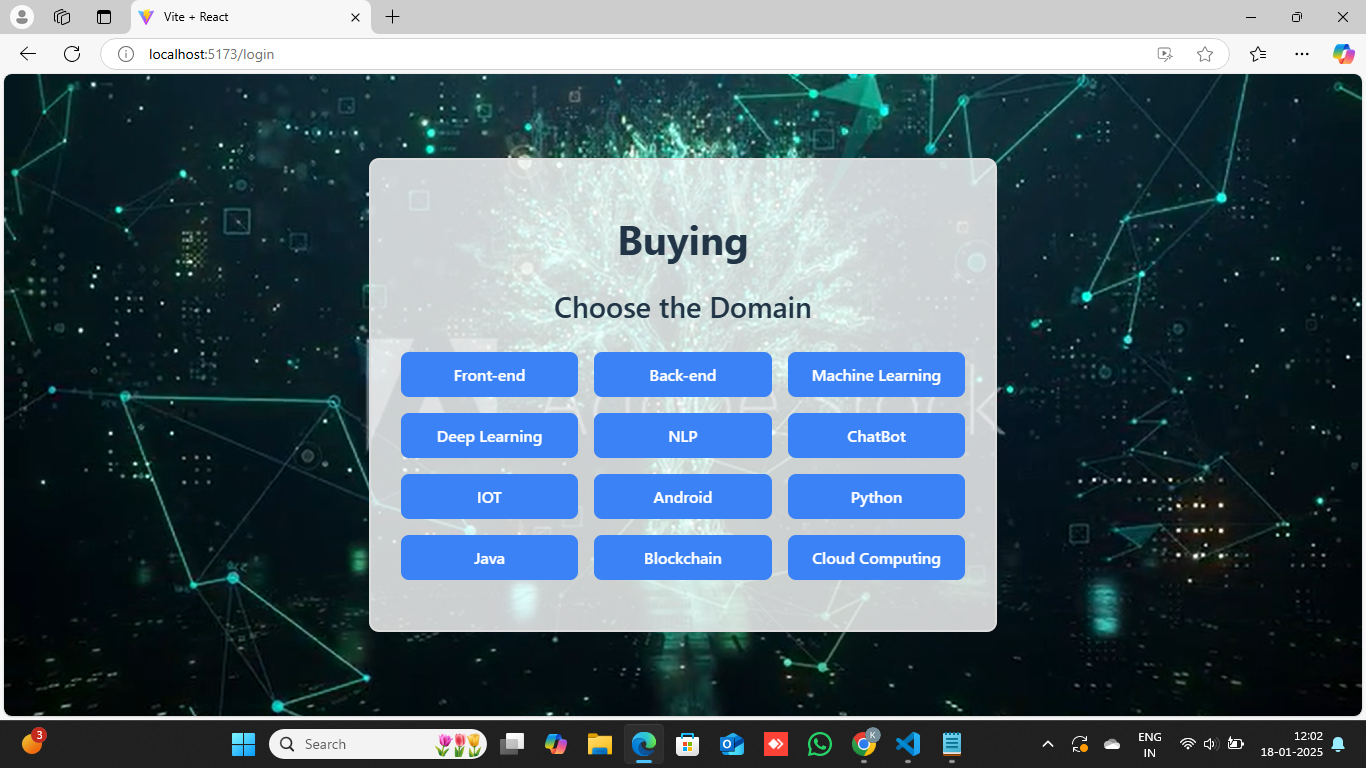 Vite + React
localhost:5173/login
Buying
Choose the Domain
Front-end
Back-end
Machine Learning
Deep Learning
NLP
ChatBot
IOT
Android
Python
Java
Blockchain
Cloud Computing
3
Search
K
ENG
IN
12:02
18-01-2025